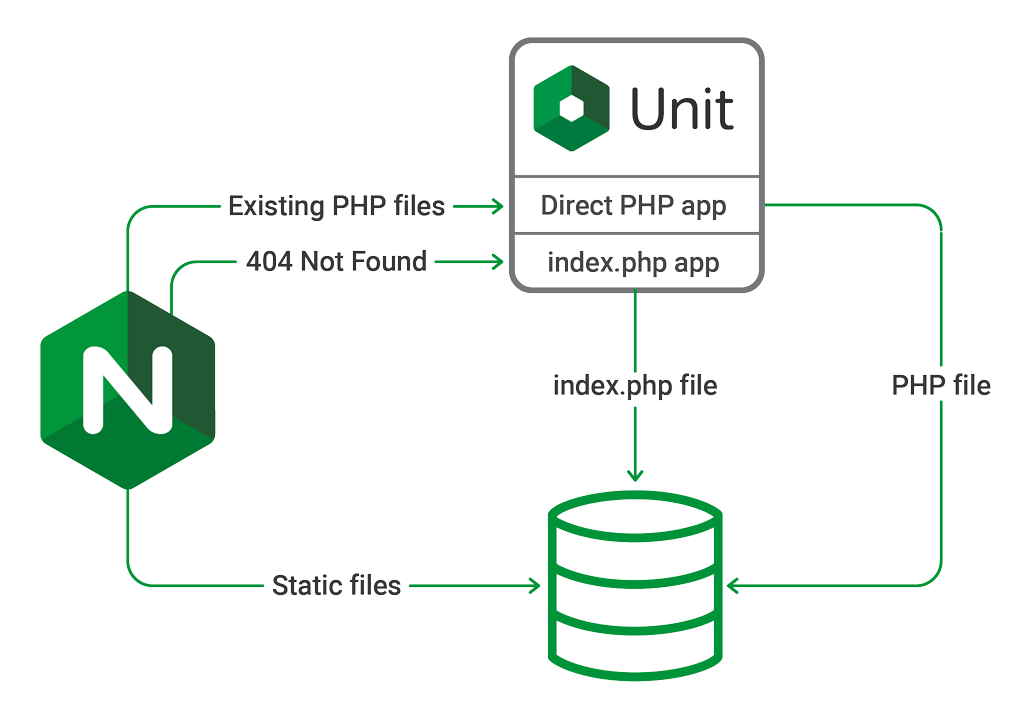 Unit
Existing PHP files
Direct PHP app
404 Not Found
index.php app
N
index.php file
PHP file
Static files